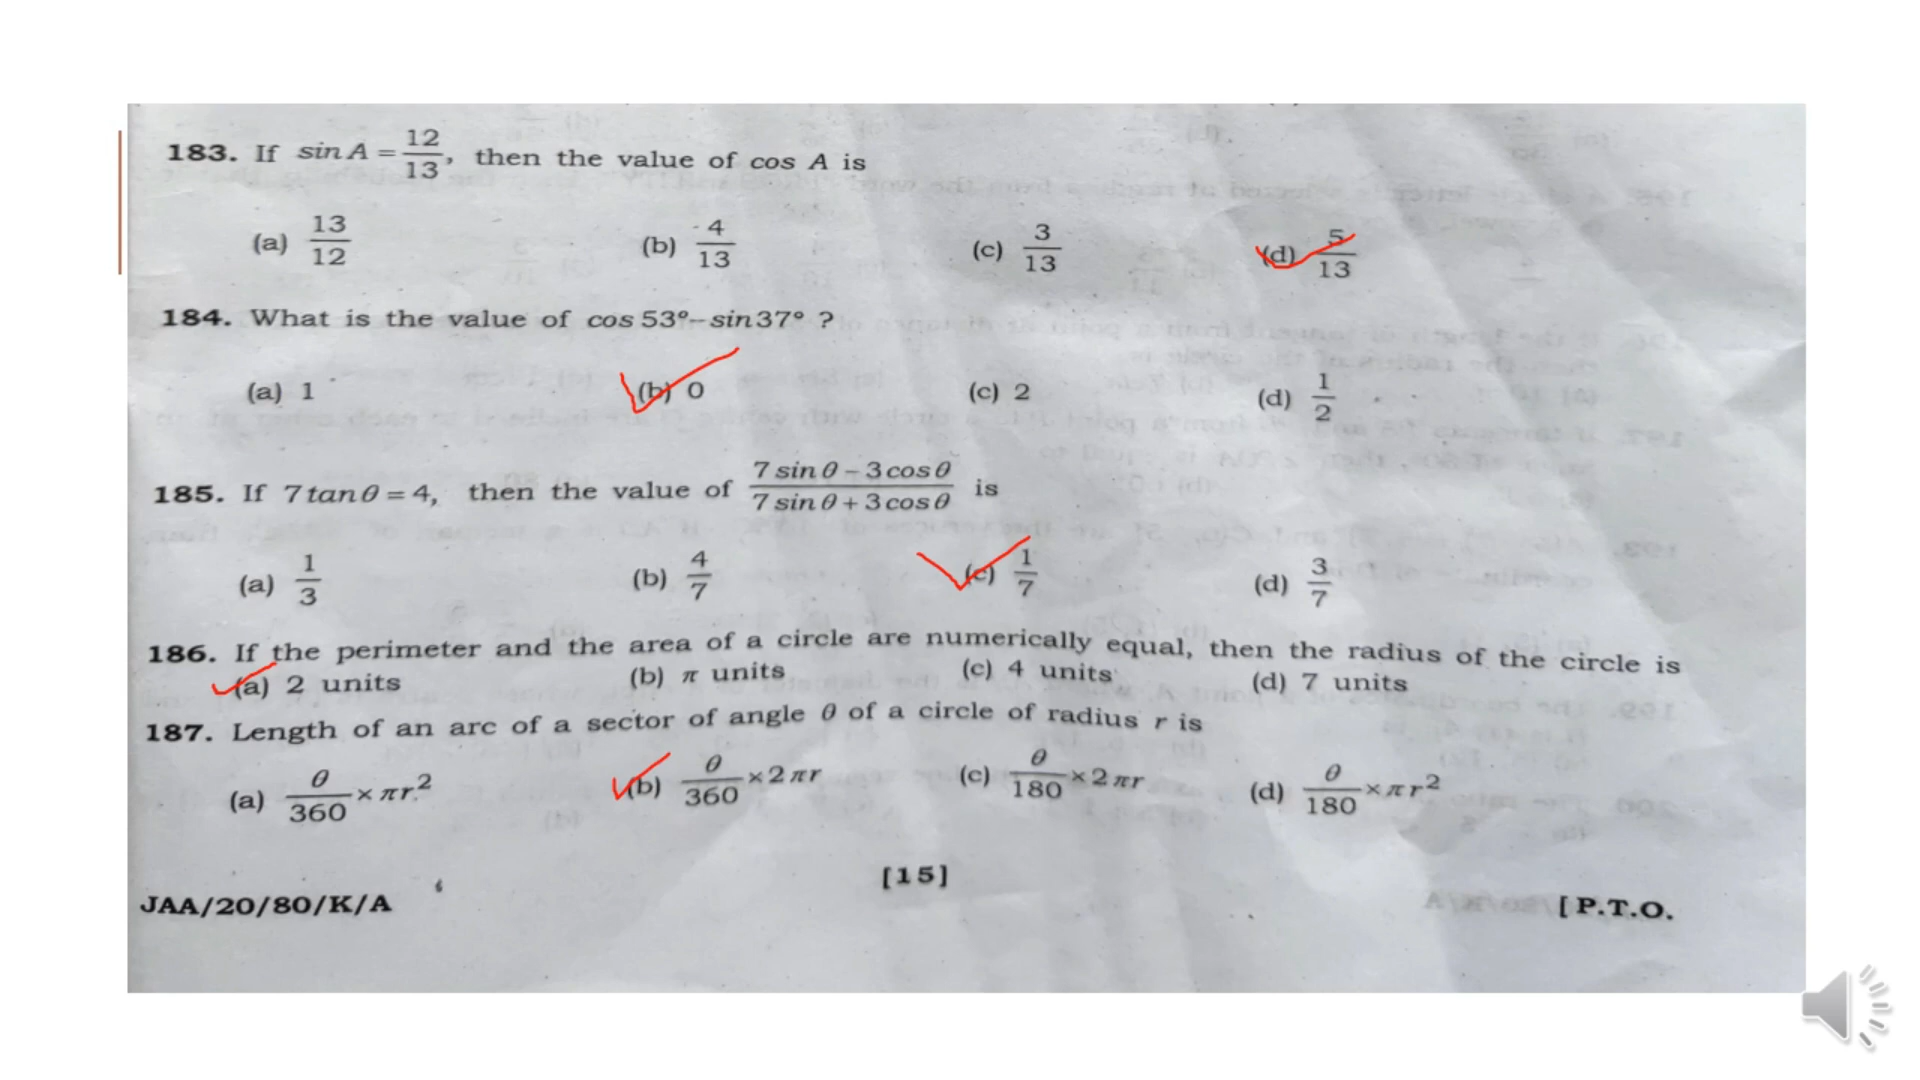 183. If sin A = 12/13, then the value of cos A is
(a) 13/12 (b) 4/13 (c) 3/13 (d) 5/13
184. What is the value of cos 53° – sin 37° ?
(a) 1 (b) 0 (c) 2 (d) 1/2
185. If 7 tan θ = 4, then the value of (7 sin θ – 3 cos θ)/(7 sin θ + 3 cos θ) is
(a) 1/3 (b) 4/7 (c) 1/7 (d) 3/7
186. If the perimeter and the area of a circle are numerically equal, then the radius of the circle is
(a) 2 units (b) π units (c) 4 units (d) 7 units
187. Length of an arc of a sector of angle θ of a circle of radius r is
(a) θ/360 × πr² (b) θ/360 × 2πr (c) θ/180 × 2πr (d) θ/180 × πr²
[15]
JAA/20/80/K/A [ P.T.O.